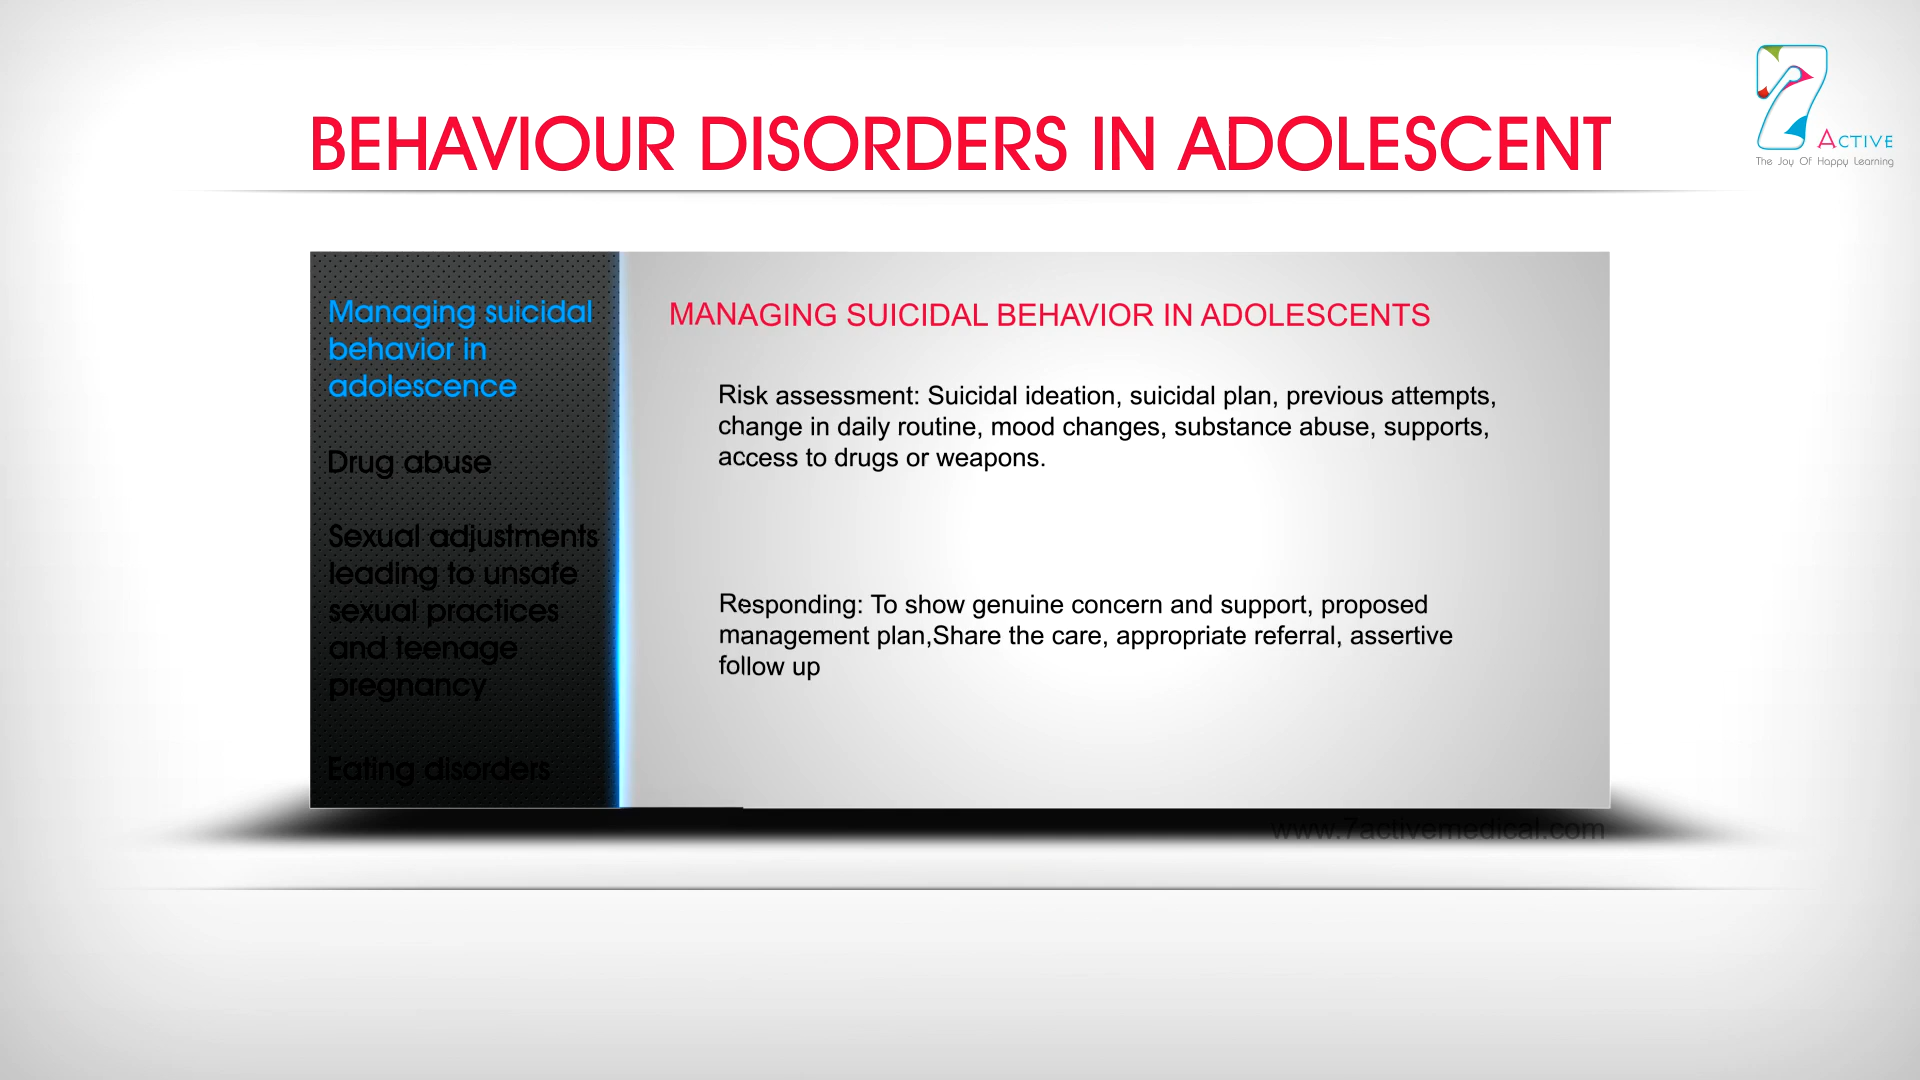 7 ACTIVE
The Joy Of Happy Learning
BEHAVIOUR DISORDERS IN ADOLESCENT
Managing suicidal
behavior in
adolescence
Drug abuse
Sexual adjustments
leading to unsafe
sexual practices
and teenage
pregnancy
Eating disorders
MANAGING SUICIDAL BEHAVIOR IN ADOLESCENTS
Risk assessment: Suicidal ideation, suicidal plan, previous attempts,
change in daily routine, mood changes, substance abuse, supports,
access to drugs or weapons.
Responding: To show genuine concern and support, proposed
management plan,Share the care, appropriate referral, assertive
follow up
www.7activemedical.com